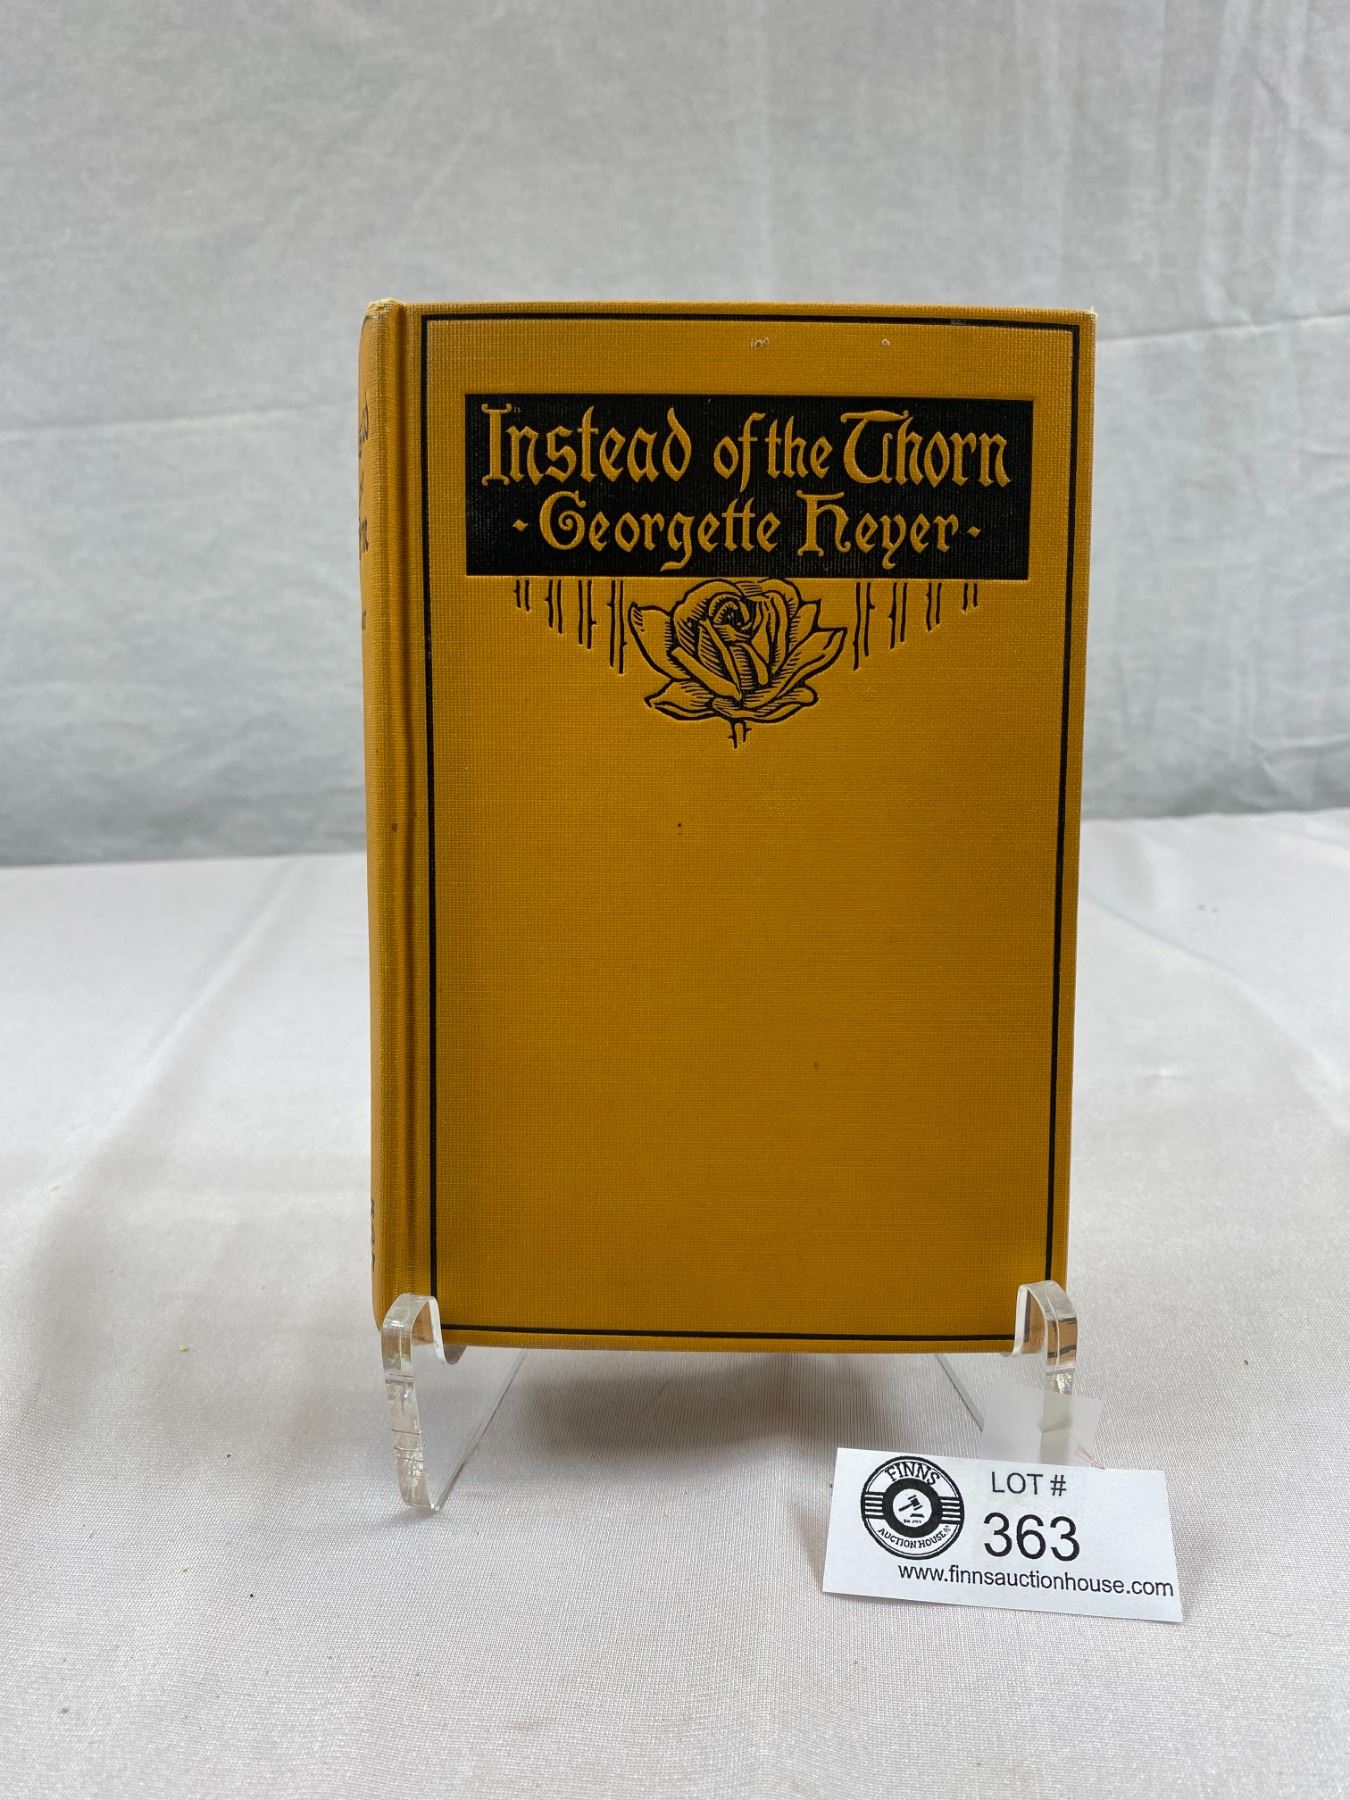 Instead of the Thorn
- Georgette Heyer -
FINNS
AUCTION HOUSE
LOT #
363
www.finnsauctionhouse.com